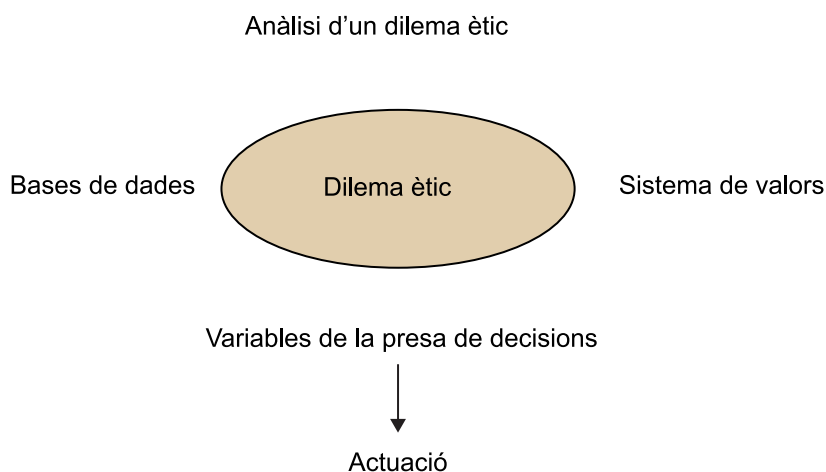 Anàlisi d’un dilema ètic
Bases de dades
Dilema ètic
Sistema de valors
Variables de la presa de decisions
Actuació